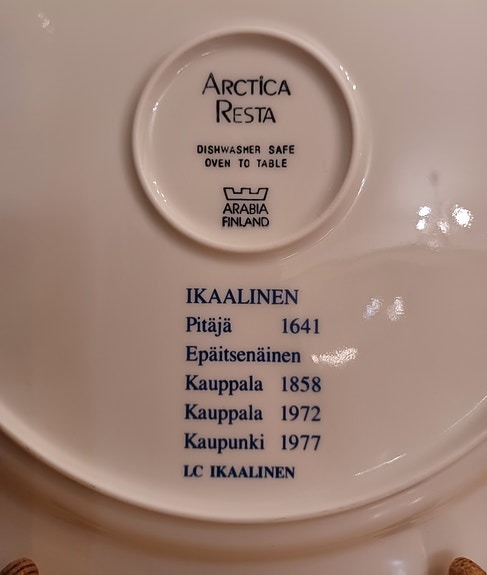 ARCTICA
RESTA
DISHWASHER SAFE
OVEN TO TABLE
ARABIA
FINLAND
IKAALINEN
Pitäjä 1641
Epäitsenäinen
Kauppala 1858
Kauppala 1972
Kaupunki 1977
LC IKAALINEN